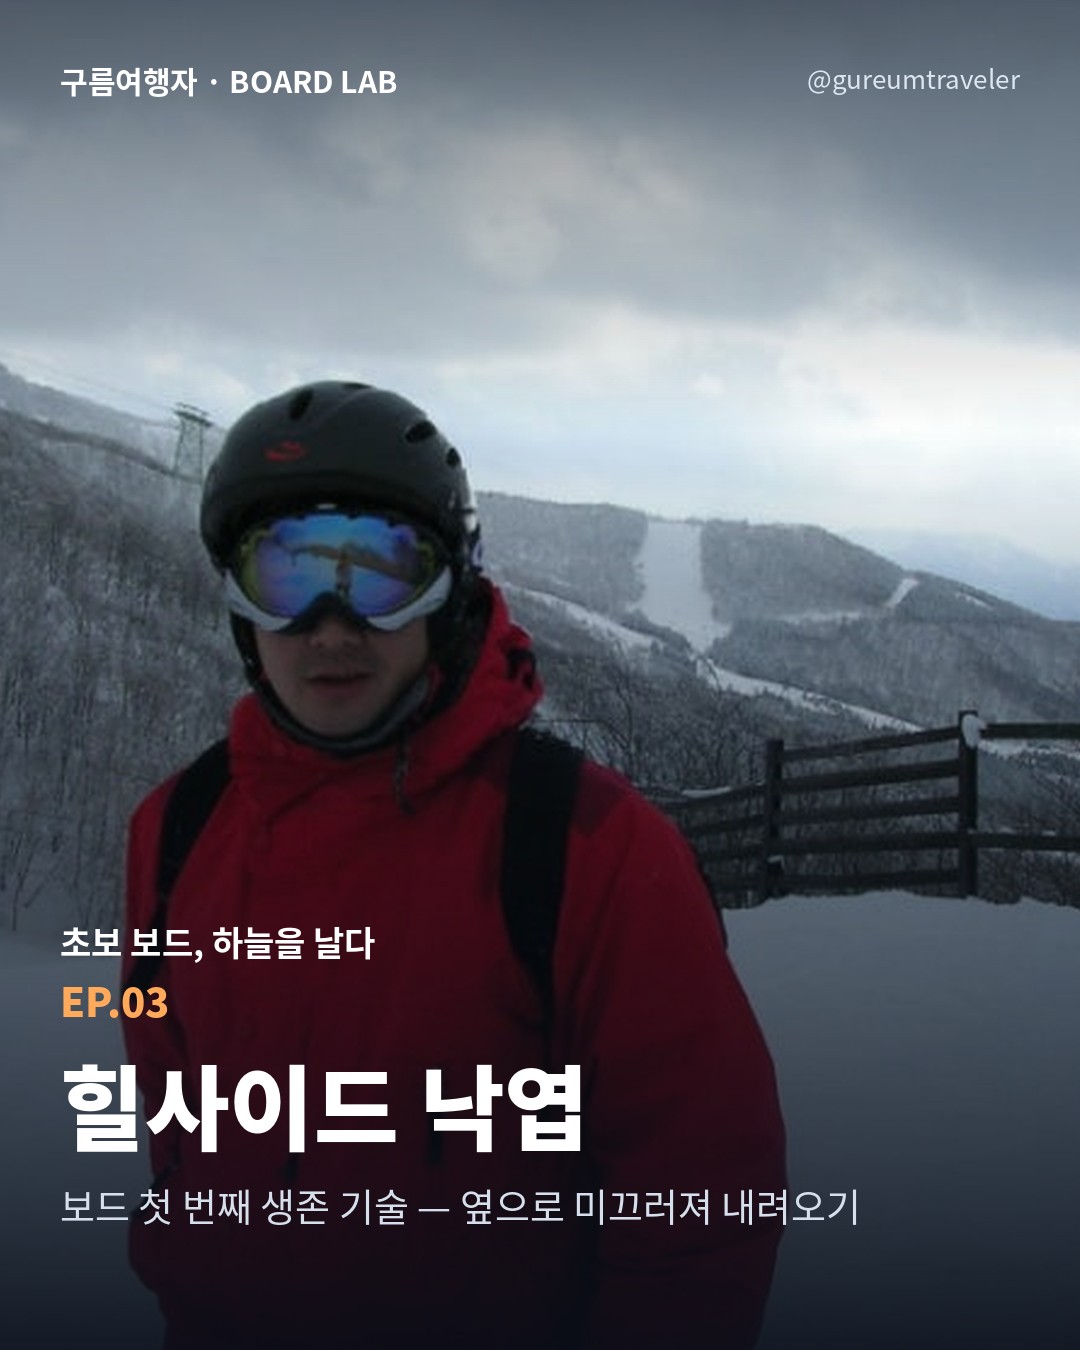 구름여행자 · BOARD LAB
@gureumtraveler
초보 보드, 하늘을 날다
EP.03
힐사이드 낙엽
보드 첫 번째 생존 기술 — 옆으로 미끄러져 내려오기